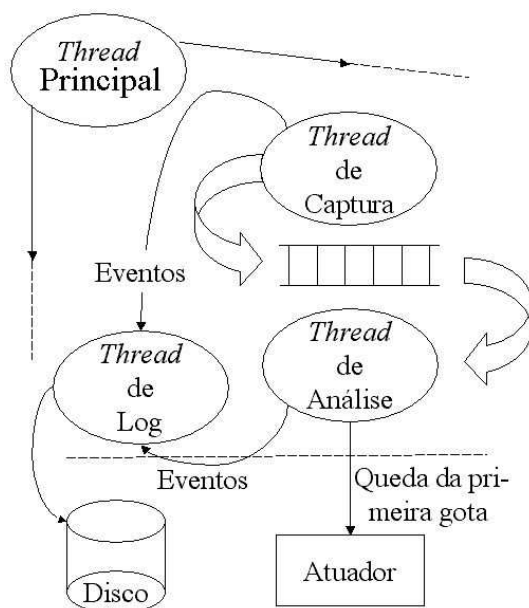 Thread
Principal
Thread
de
Captura
Eventos
Thread
de
Log
Thread
de
Análise
Eventos
Queda da pri-
meira gota
Disco
Atuador